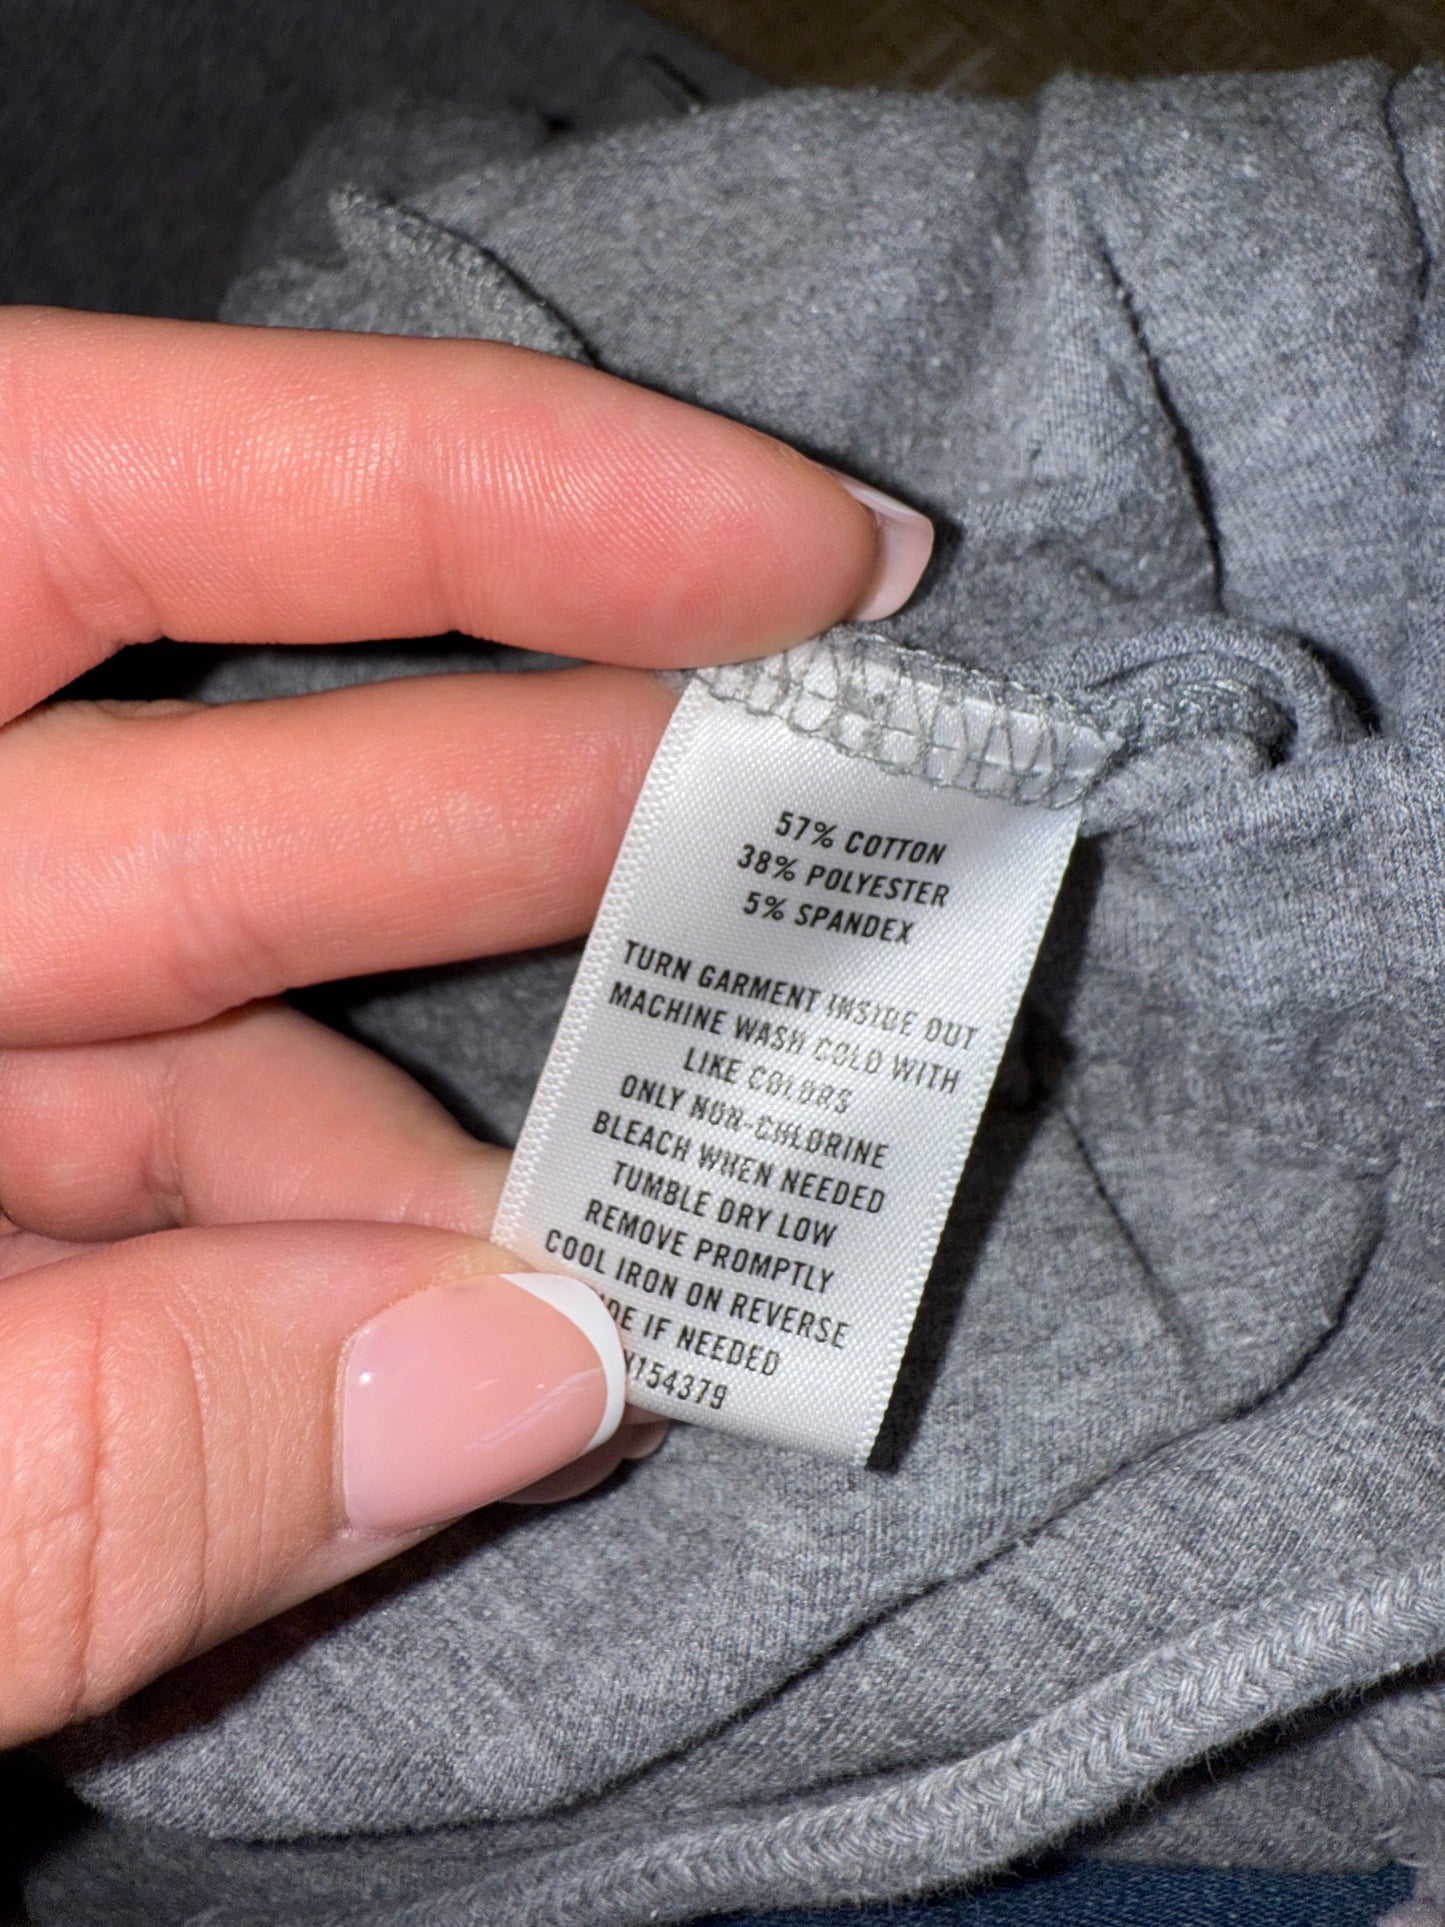 57% COTTON
38% POLYESTER
5% SPANDEX
TURN GARMENT INSIDE OUT
MACHINE WASH COLD WITH
LIKE COLORS
ONLY NON-CHLORINE
BLEACH WHEN NEEDED
TUMBLE DRY LOW
REMOVE PROMPTLY
COOL IRON ON REVERSE
IF NEEDED
154379